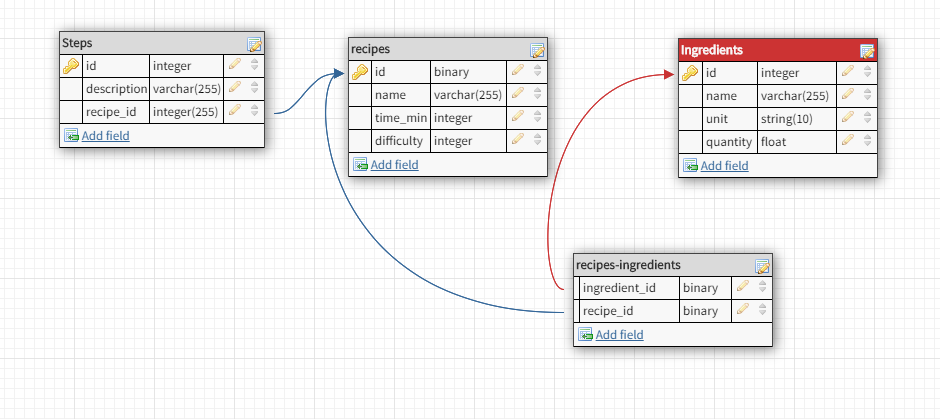 Steps
id integer
description varchar(255)
recipe_id integer(255)
Add field
recipes
id binary
name varchar(255)
time_min integer
difficulty integer
Add field
Ingredients
id integer
name varchar(255)
unit string(10)
quantity float
Add field
recipes-ingredients
ingredient_id binary
recipe_id binary
Add field